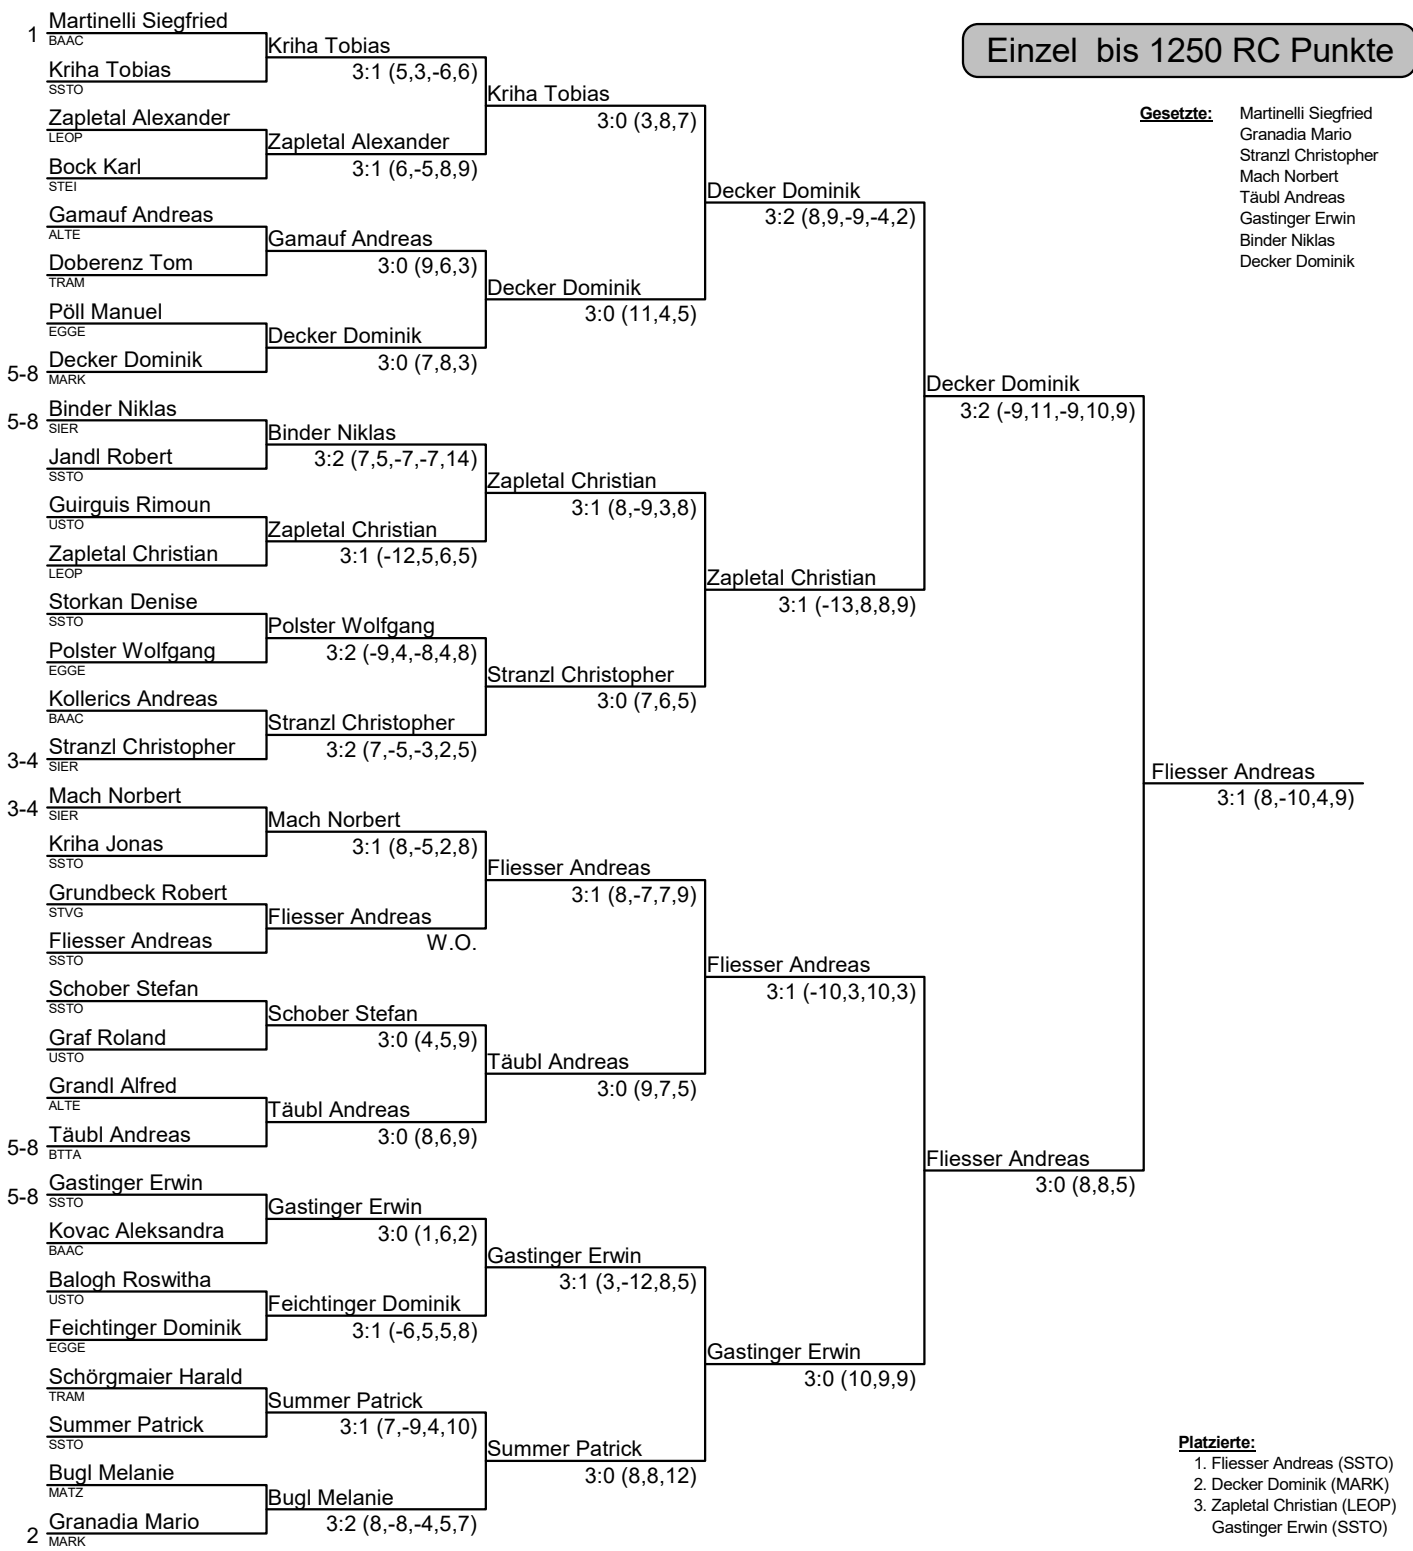 Einzel bis 1250 RC Punkte
Gesetzte:
Martinelli Siegfried
Granadia Mario
Stranzl Christopher
Mach Norbert
Täubl Andreas
Gastinger Erwin
Binder Niklas
Decker Dominik
1 Martinelli Siegfried
BAAC
Kriha Tobias
SSTO
Zapletal Alexander
LEOP
Bock Karl
STEI
Gamauf Andreas
ALTE
Doberenz Tom
TRAM
Pöll Manuel
EGGE
5-8 Decker Dominik
MARK
5-8 Binder Niklas
SIER
Jandl Robert
SSTO
Guirguis Rimoun
USTO
Zapletal Christian
LEOP
Storkan Denise
SSTO
Polster Wolfgang
EGGE
Kollerics Andreas
BAAC
3-4 Stranzl Christopher
SIER
3-4 Mach Norbert
SIER
Kriha Jonas
SSTO
Grundbeck Robert
STVG
Fliesser Andreas
SSTO
Schober Stefan
SSTO
Graf Roland
USTO
Grandl Alfred
ALTE
5-8 Täubl Andreas
BTTA
5-8 Gastinger Erwin
SSTO
Kovac Aleksandra
BAAC
Balogh Roswitha
USTO
Feichtinger Dominik
EGGE
Schörgmaier Harald
TRAM
Summer Patrick
SSTO
Bugl Melanie
MATZ
2 Granadia Mario
MARK
Kriha Tobias
3:1 (5,3,-6,6)
Zapletal Alexander
3:1 (6,-5,8,9)
Gamauf Andreas
3:0 (9,6,3)
Decker Dominik
3:0 (7,8,3)
Binder Niklas
3:2 (7,5,-7,-7,14)
Zapletal Christian
3:1 (-12,5,6,5)
Polster Wolfgang
3:2 (-9,4,-8,4,8)
Stranzl Christopher
3:2 (7,-5,-3,2,5)
Mach Norbert
3:1 (8,-5,2,8)
Fliesser Andreas
W.O.
Schober Stefan
3:0 (4,5,9)
Täubl Andreas
3:0 (8,6,9)
Gastinger Erwin
3:0 (1,6,2)
Feichtinger Dominik
3:1 (-6,5,5,8)
Summer Patrick
3:1 (7,-9,4,10)
Bugl Melanie
3:2 (8,-8,-4,5,7)
Kriha Tobias
3:0 (3,8,7)
Decker Dominik
3:0 (11,4,5)
Zapletal Christian
3:1 (8,-9,3,8)
Stranzl Christopher
3:0 (7,6,5)
Fliesser Andreas
3:1 (8,-7,7,9)
Täubl Andreas
3:0 (9,7,5)
Gastinger Erwin
3:1 (3,-12,8,5)
Summer Patrick
3:0 (8,8,12)
Decker Dominik
3:2 (8,9,-9,-4,2)
Zapletal Christian
3:1 (-13,8,8,9)
Fliesser Andreas
3:1 (-10,3,10,3)
Gastinger Erwin
3:0 (10,9,9)
Decker Dominik
3:2 (-9,11,-9,10,9)
Fliesser Andreas
3:0 (8,8,5)
Fliesser Andreas
3:1 (8,-10,4,9)
Platzierte:
1. Fliesser Andreas (SSTO)
2. Decker Dominik (MARK)
3. Zapletal Christian (LEOP)
Gastinger Erwin (SSTO)